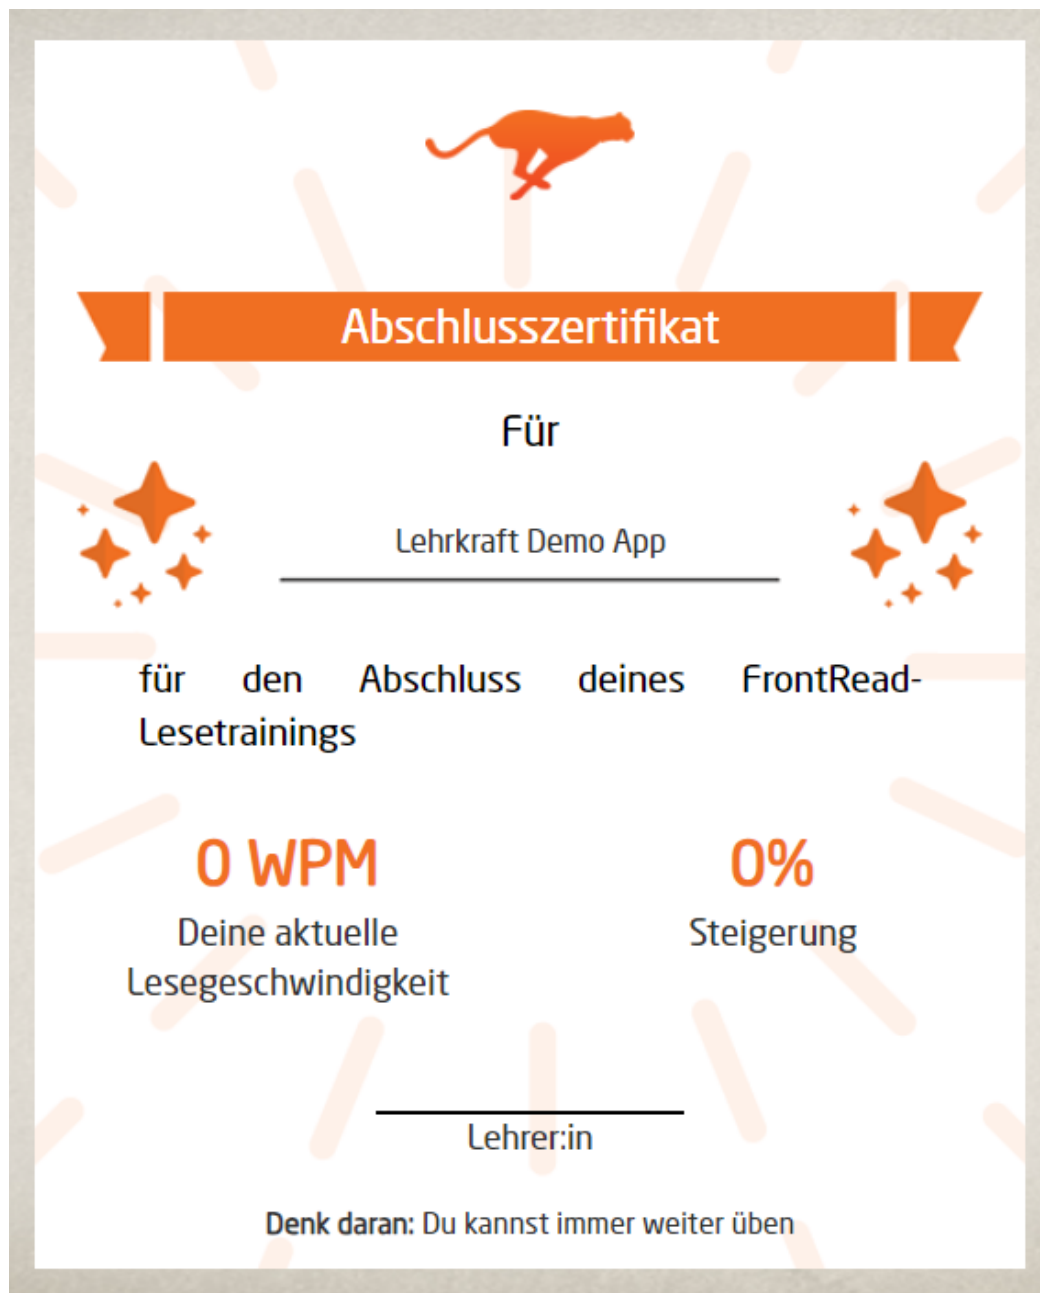 Abschlusszertifikat
Für
Lehrkraft Demo App
für den Abschluss deines FrontRead-
Lesetrainings
0 WPM
Deine aktuelle
Lesegeschwindigkeit
0%
Steigerung
Lehrer:in
Denk daran: Du kannst immer weiter üben